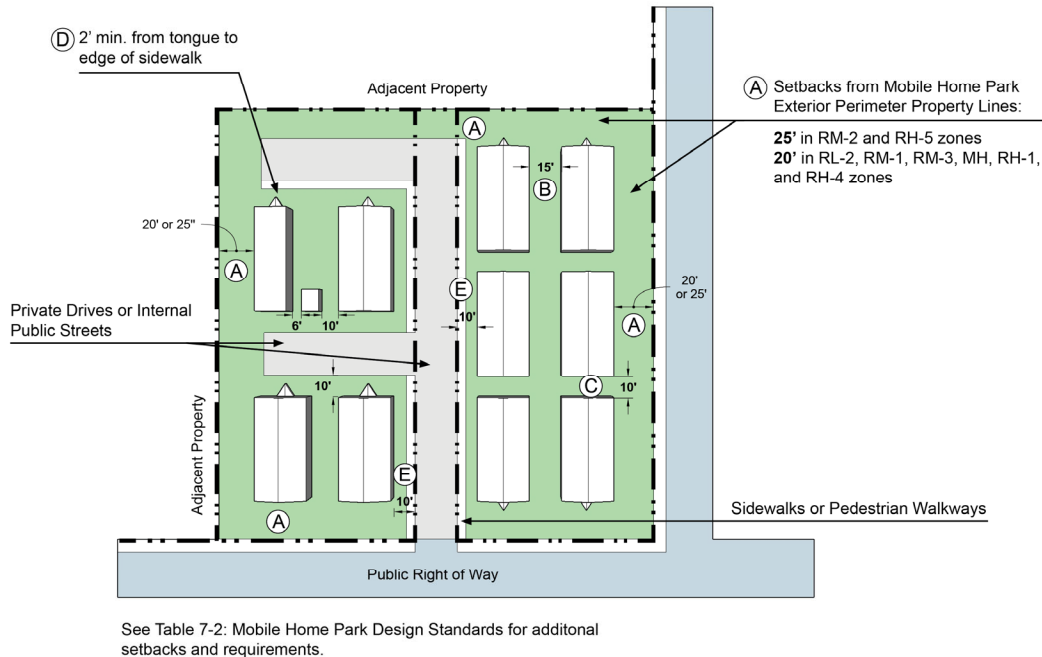 D 2' min. from tongue to
edge of sidewalk
Adjacent Property
A Setbacks from Mobile Home Park
Exterior Perimeter Property Lines:
25' in RM-2 and RH-5 zones
20' in RL-2, RM-1, RM-3, MH, RH-1,
and RH-4 zones
A
15'
B
20' or 25"
A
E
20'
or 25'
Private Drives or Internal
Public Streets
6'
10'
10'
A
10'
C
10'
Adjacent Property
E
10'
A
Sidewalks or Pedestrian Walkways
Public Right of Way
See Table 7-2: Mobile Home Park Design Standards for additonal
setbacks and requirements.